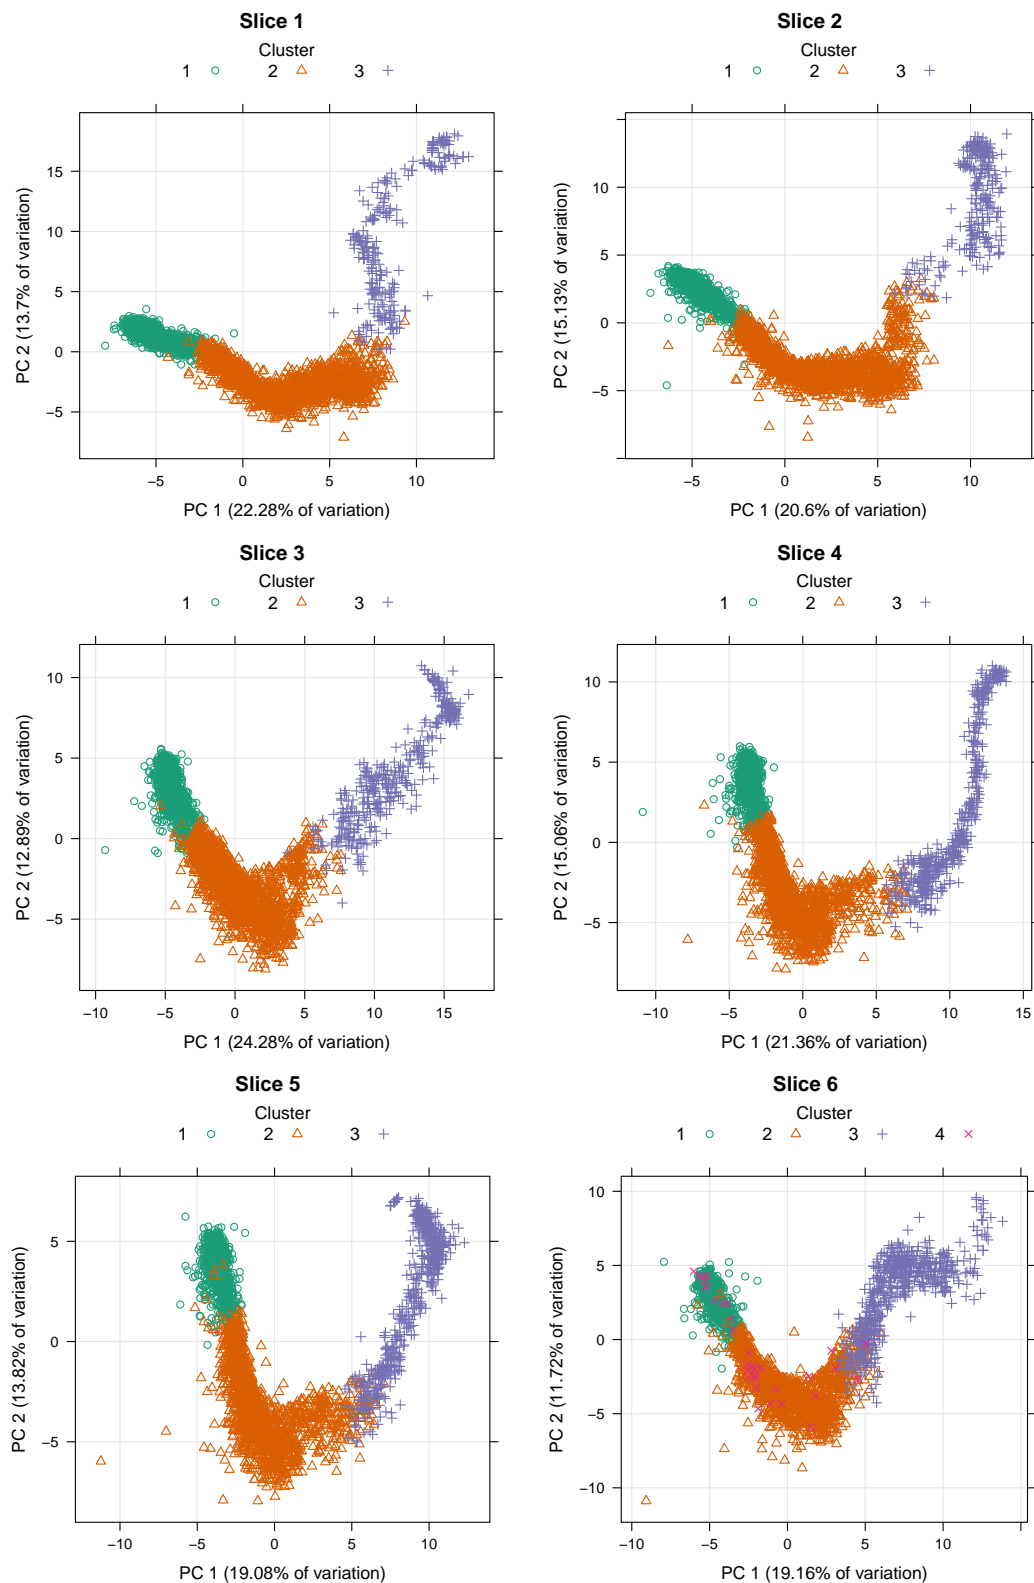 Slice 1
Cluster
1 2 3
15
10
5
0
−5
PC 2 (13.7% of variation)
−5 0 5 10
PC 1 (22.28% of variation)
Slice 2
Cluster
1 2 3
10
5
0
−5
PC 2 (15.13% of variation)
−5 0 5 10
PC 1 (20.6% of variation)
Slice 3
Cluster
1 2 3
10
5
0
−5
PC 2 (12.89% of variation)
−10 −5 0 5 10 15
PC 1 (24.28% of variation)
Slice 4
Cluster
1 2 3
10
5
0
−5
PC 2 (15.06% of variation)
−10 −5 0 5 10 15
PC 1 (21.36% of variation)
Slice 5
Cluster
1 2 3
5
0
−5
PC 2 (13.82% of variation)
−10 −5 0 5 10
PC 1 (19.08% of variation)
Slice 6
Cluster
1 2 3 4
10
5
0
−5
−10
PC 2 (11.72% of variation)
−10 −5 0 5 10
PC 1 (19.16% of variation)